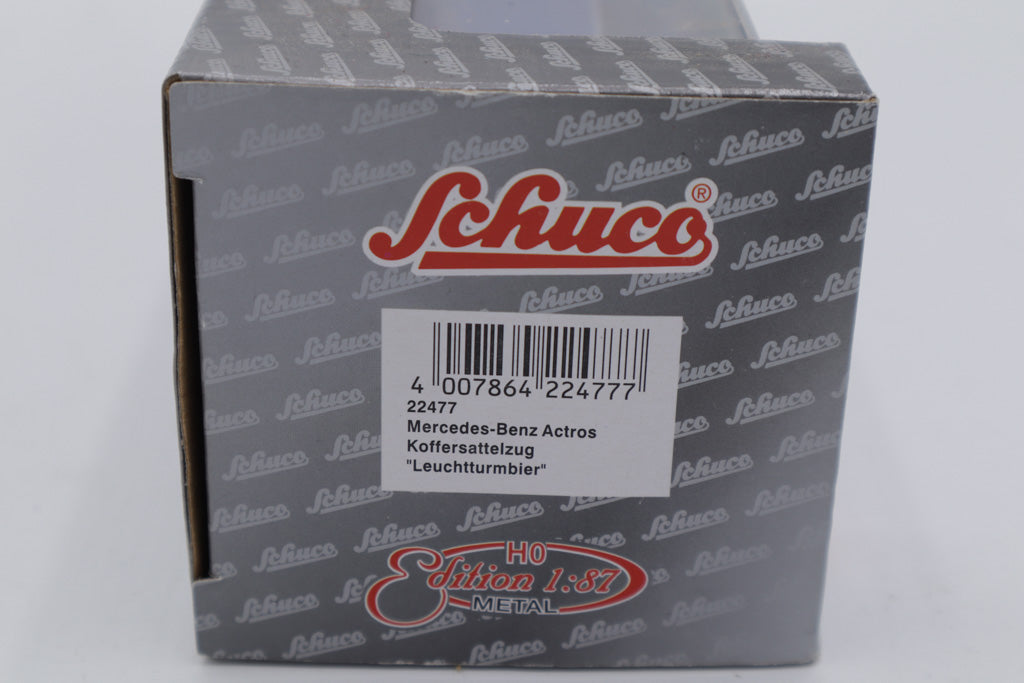 Schuco®
4 007864 224777
22477
Mercedes-Benz Actros
Koffersattelzug
"Leuchtturmbier"
H0
Edition 1:87
METAL